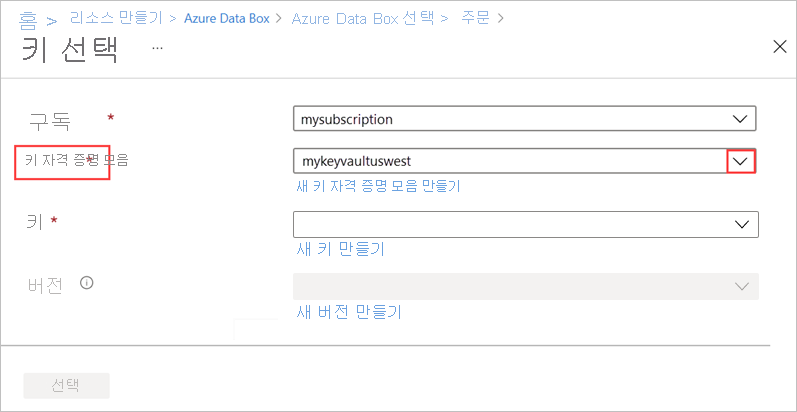 홈 > 리소스 만들기 > Azure Data Box > Azure Data Box 선택 > 주문 >
키 선택 ...
구독 * mysubscription
키 자격 증명 모음 * mykeyvaultuswest
새 키 자격 증명 모음 만들기
키 *
새 키 만들기
버전
새 버전 만들기
선택